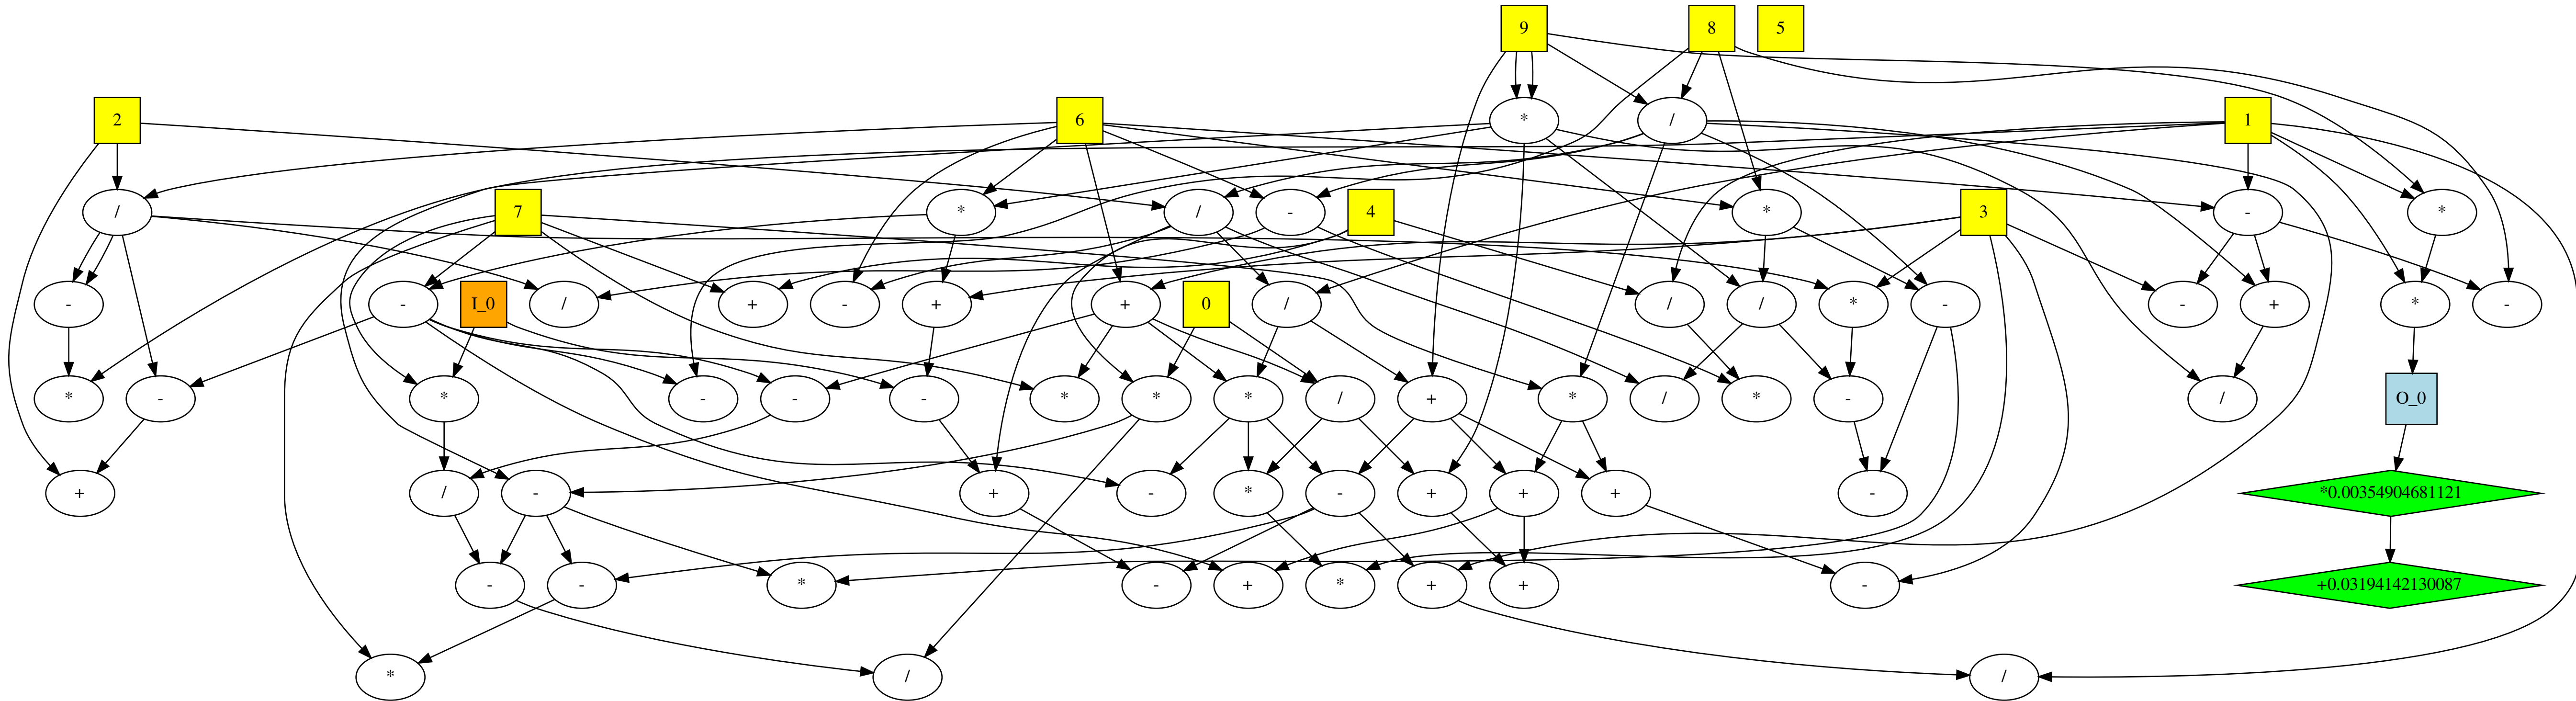 9 8 5
2 6 * / 1
/ 7 * / - 4 * 3 - *
- - I_0 / + - + + 0 / / / * - - + * -
* - * - - - * * * / + * / * - / O_0
+ / - + - * - + + + - *0.00354904681121
- - * - + * + + - +0.03194142130087
* / /